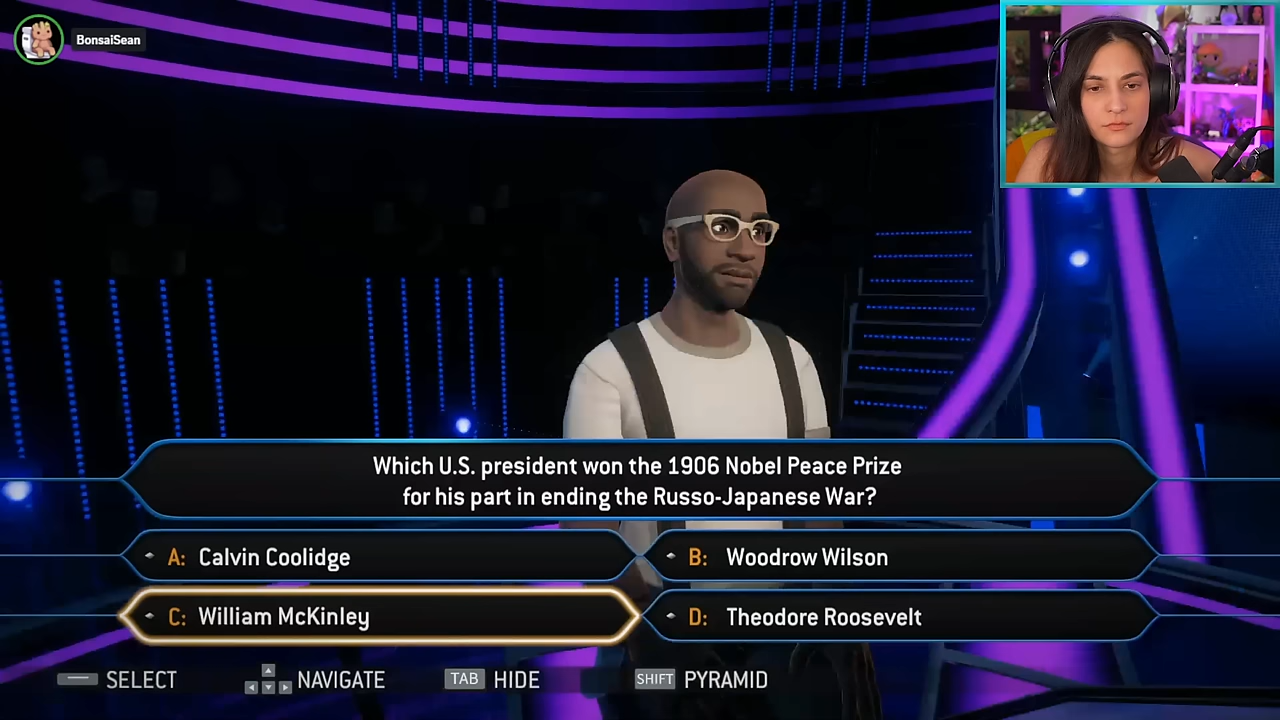 BonsaiSean
Which U.S. president won the 1906 Nobel Peace Prize
for his part in ending the Russo-Japanese War?
A: Calvin Coolidge
B: Woodrow Wilson
C: William McKinley
D: Theodore Roosevelt
SELECT
NAVIGATE
TAB HIDE
SHIFT PYRAMID